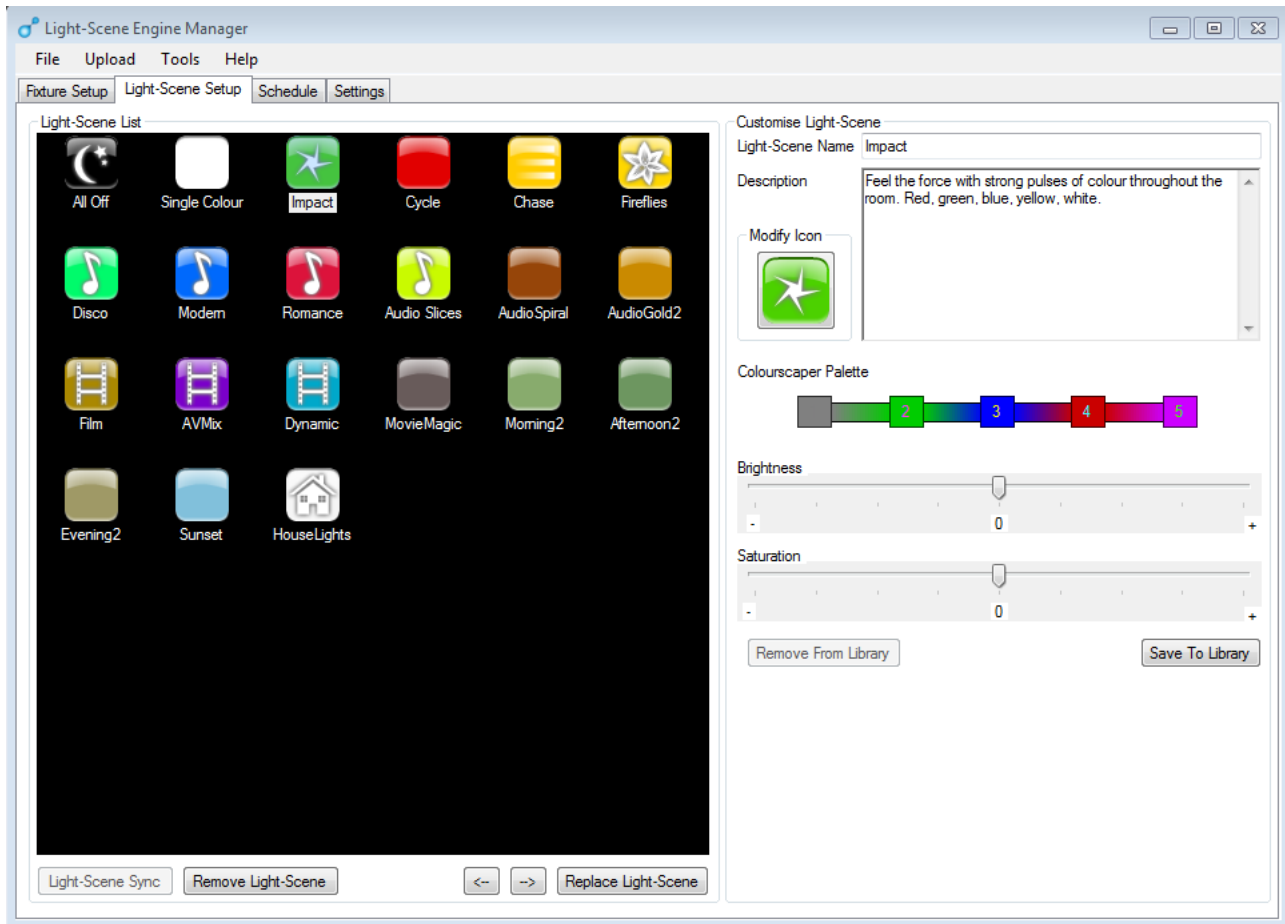 Light-Scene Engine Manager
File Upload Tools Help
Fixture Setup Light-Scene Setup Schedule Settings
Light-Scene List
All Off Single Colour Impact Cycle Chase Fireflies
Disco Modern Romance Audio Slices AudioSpiral AudioGold2
Film AVMix Dynamic MovieMagic Morning2 Afternoon2
Evening2 Sunset HouseLights
Light-Scene Sync Remove Light-Scene <-- --> Replace Light-Scene
Customise Light-Scene
Light-Scene Name Impact
Description Feel the force with strong pulses of colour throughout the
room. Red, green, blue, yellow, white.
Modify Icon
Colourscaper Palette
2 3 4 5
Brightness
- 0 +
Saturation
- 0 +
Remove From Library Save To Library